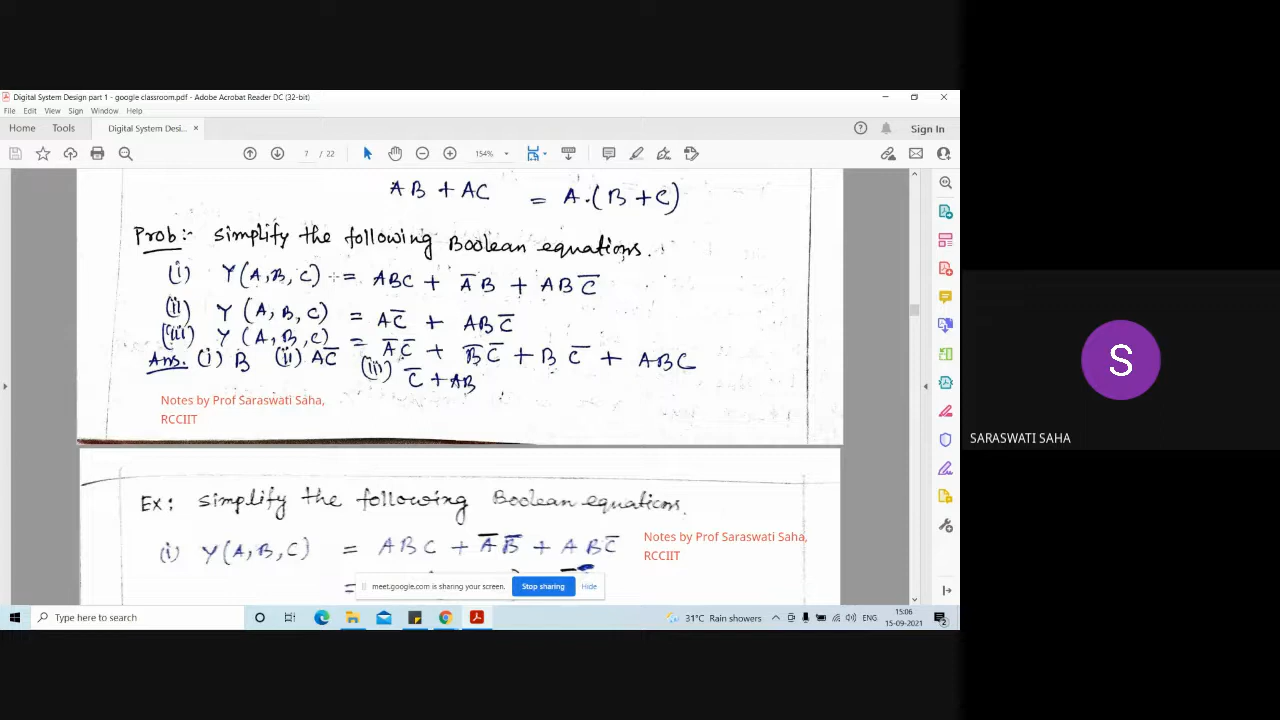 Digital System Design part 1 - google classroom.pdf - Adobe Acrobat Reader DC (32-bit)
File Edit View Sign Window Help
Home Tools Digital System Desi... × Sign In
7 / 22 154%
AB + AC = A.(B + C)
Prob:- Simplify the following Boolean equations.
(i) Y(A,B,C) = ABC + A̅B + ABC̅
(ii) Y(A,B,C) = AC̅ + ABC̅
(iii) Y(A,B,C) = A̅C̅ + B̅C̅ + BC̅ + ABC
Ans. (i) B (ii) AC̅ (iii) C̅ + AB
Notes by Prof Saraswati Saha,
RCCIIT
Ex: Simplify the following Boolean equations.
Notes by Prof Saraswati Saha,
RCCIIT
(i) Y(A,B,C) = ABC + A̅B̅ + ABC̅
=
meet.google.com is sharing your screen. Stop sharing Hide
Type here to search
31°C Rain showers ENG 15:06
15-09-2021
2
S
SARASWATI SAHA